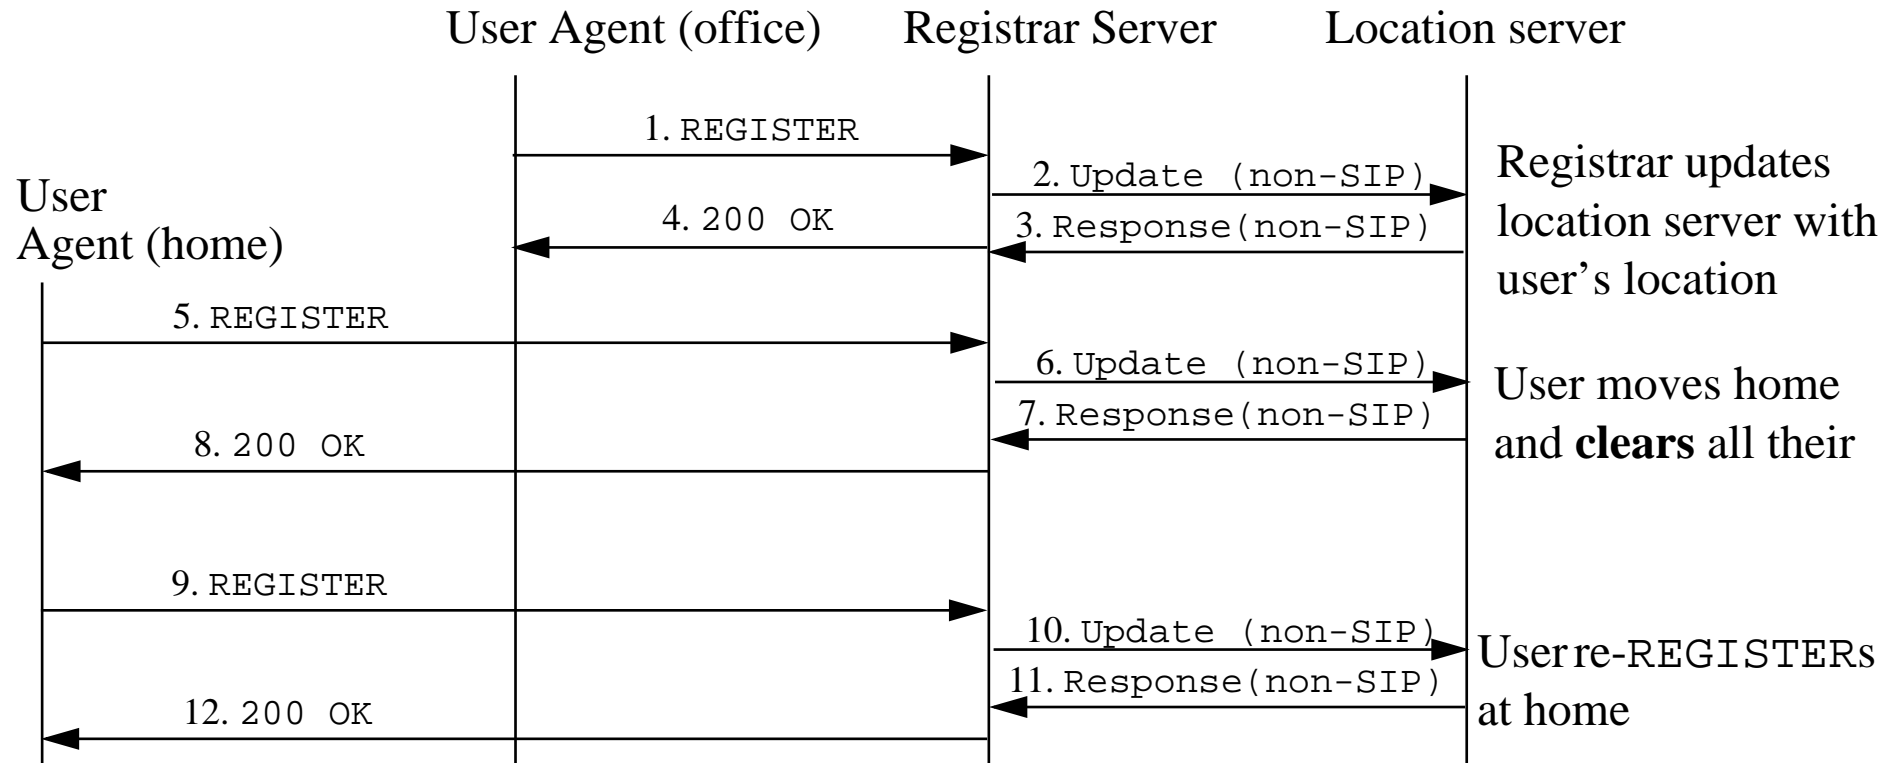 User Agent (office) Registrar Server Location server
1. REGISTER
2. Update (non-SIP)
Registrar updates
location server with
user’s location
User
Agent (home)
4. 200 OK
3. Response(non-SIP)
5. REGISTER
6. Update (non-SIP)
User moves home
and clears all their
7. Response(non-SIP)
8. 200 OK
9. REGISTER
10. Update (non-SIP)
User re-REGISTERs
at home
11. Response(non-SIP)
12. 200 OK